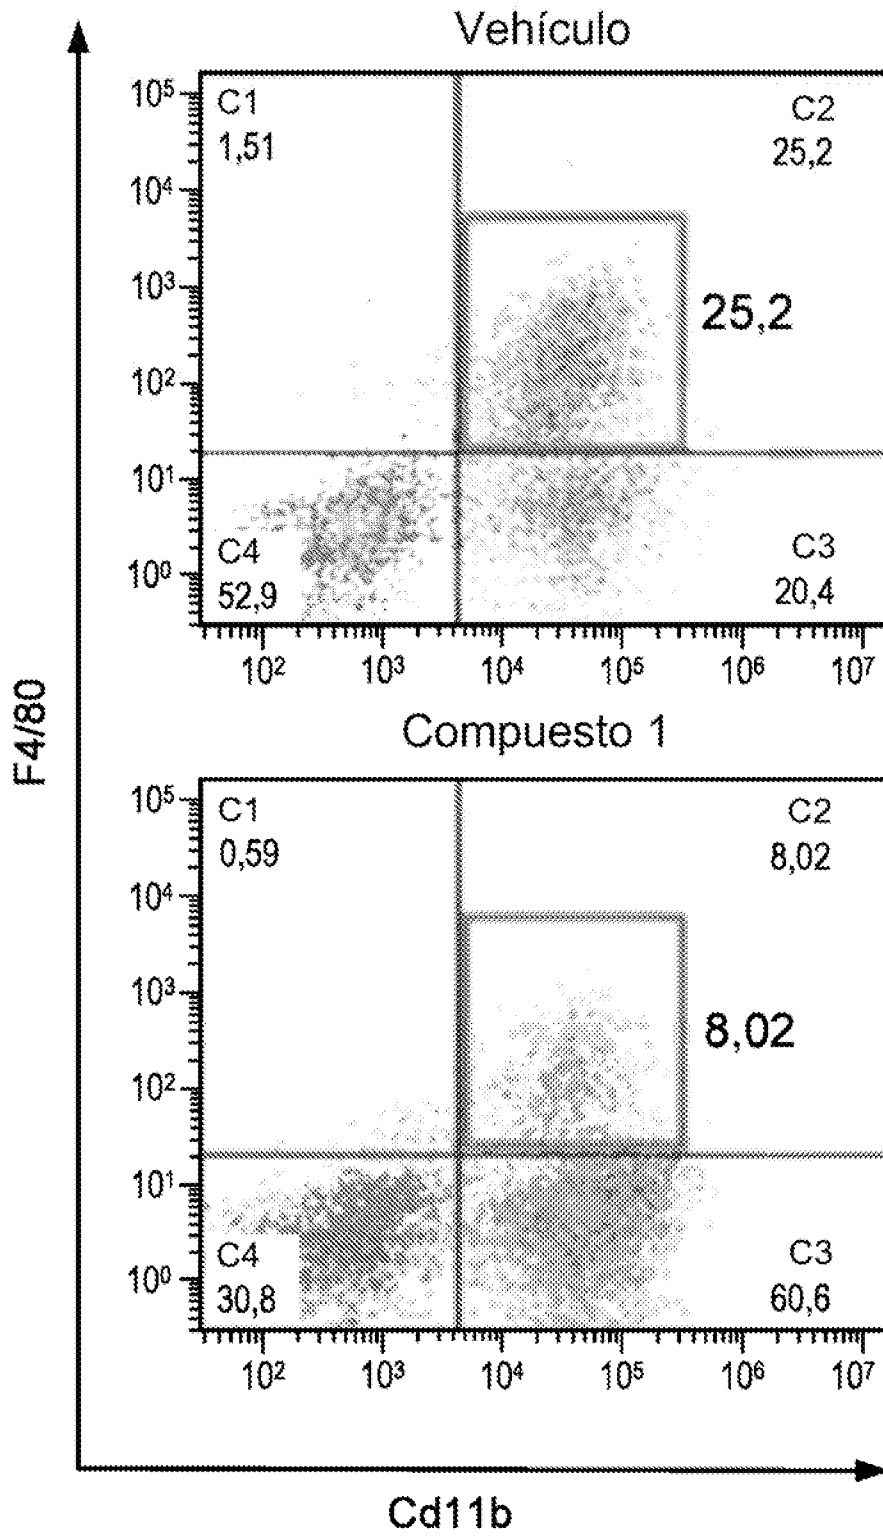 Vehículo
10⁵
10⁴
10³
10²
10¹
10⁰
C1
1,51
C2
25,2
25,2
C4
52,9
C3
20,4
10² 10³ 10⁴ 10⁵ 10⁶ 10⁷
F4/80
Compuesto 1
10⁵
10⁴
10³
10²
10¹
10⁰
C1
0,59
C2
8,02
8,02
C4
30,8
C3
60,6
10² 10³ 10⁴ 10⁵ 10⁶ 10⁷
Cd11b